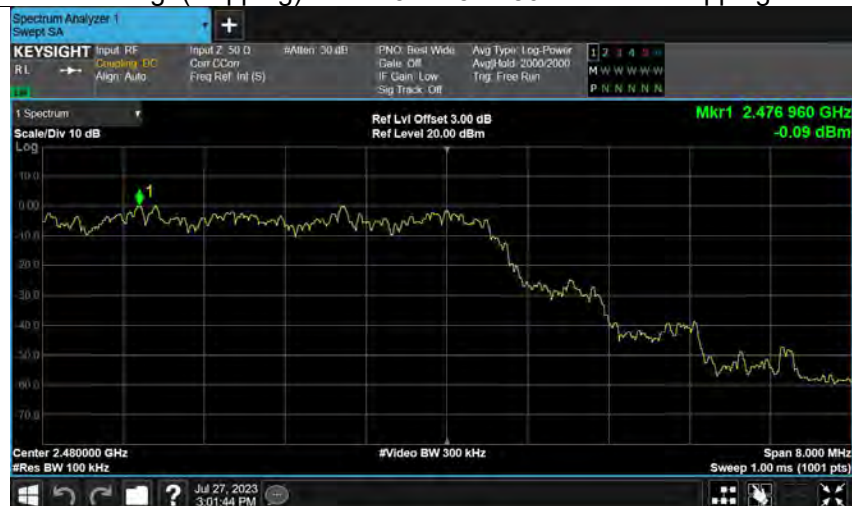 Spectrum Analyzer 1
Swept SA
+
KEYSIGHT
RL
Input: RF
Coupling: DC
Align: Auto
Input Z: 50 Ω
Corr CCorr
Freq Ref: Int (S)
#Atten: 30 dB
PNO: Best Wide
Gate: Off
IF Gain: Low
Sig Track: Off
Avg Type: Log-Power
Avg|Hold: 2000/2000
Trig: Free Run
1 2 3 4 5 6
M W W W W W
P N N N N N
1 Spectrum
Scale/Div 10 dB
Log
Ref Lvl Offset 3.00 dB
Ref Level 20.00 dBm
Mkr1 2.476 960 GHz
-0.09 dBm
10.0
0.00
-10.0
-20.0
-30.0
-40.0
-50.0
-60.0
-70.0
1
Center 2.480000 GHz
#Res BW 100 kHz
#Video BW 300 kHz
Span 8.000 MHz
Sweep 1.00 ms (1001 pts)
?
Jul 27, 2023
3:01:44 PM